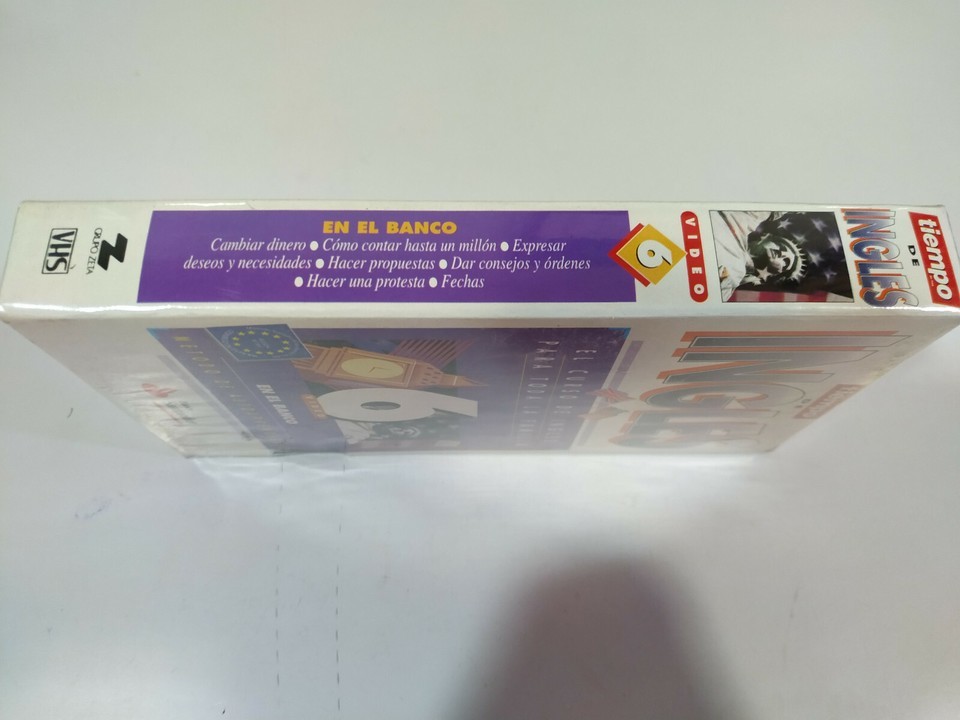 tiempo
DE
INGLES
VIDEO
6
EN EL BANCO
Cambiar dinero ● Cómo contar hasta un millón ● Expresar
deseos y necesidades ● Hacer propuestas ● Dar consejos y órdenes
● Hacer una protesta ● Fechas
GRUPO ZETA
VHS
INGLES
EL CURSO DE
PARA TODA LA
6
EN EL BANCO